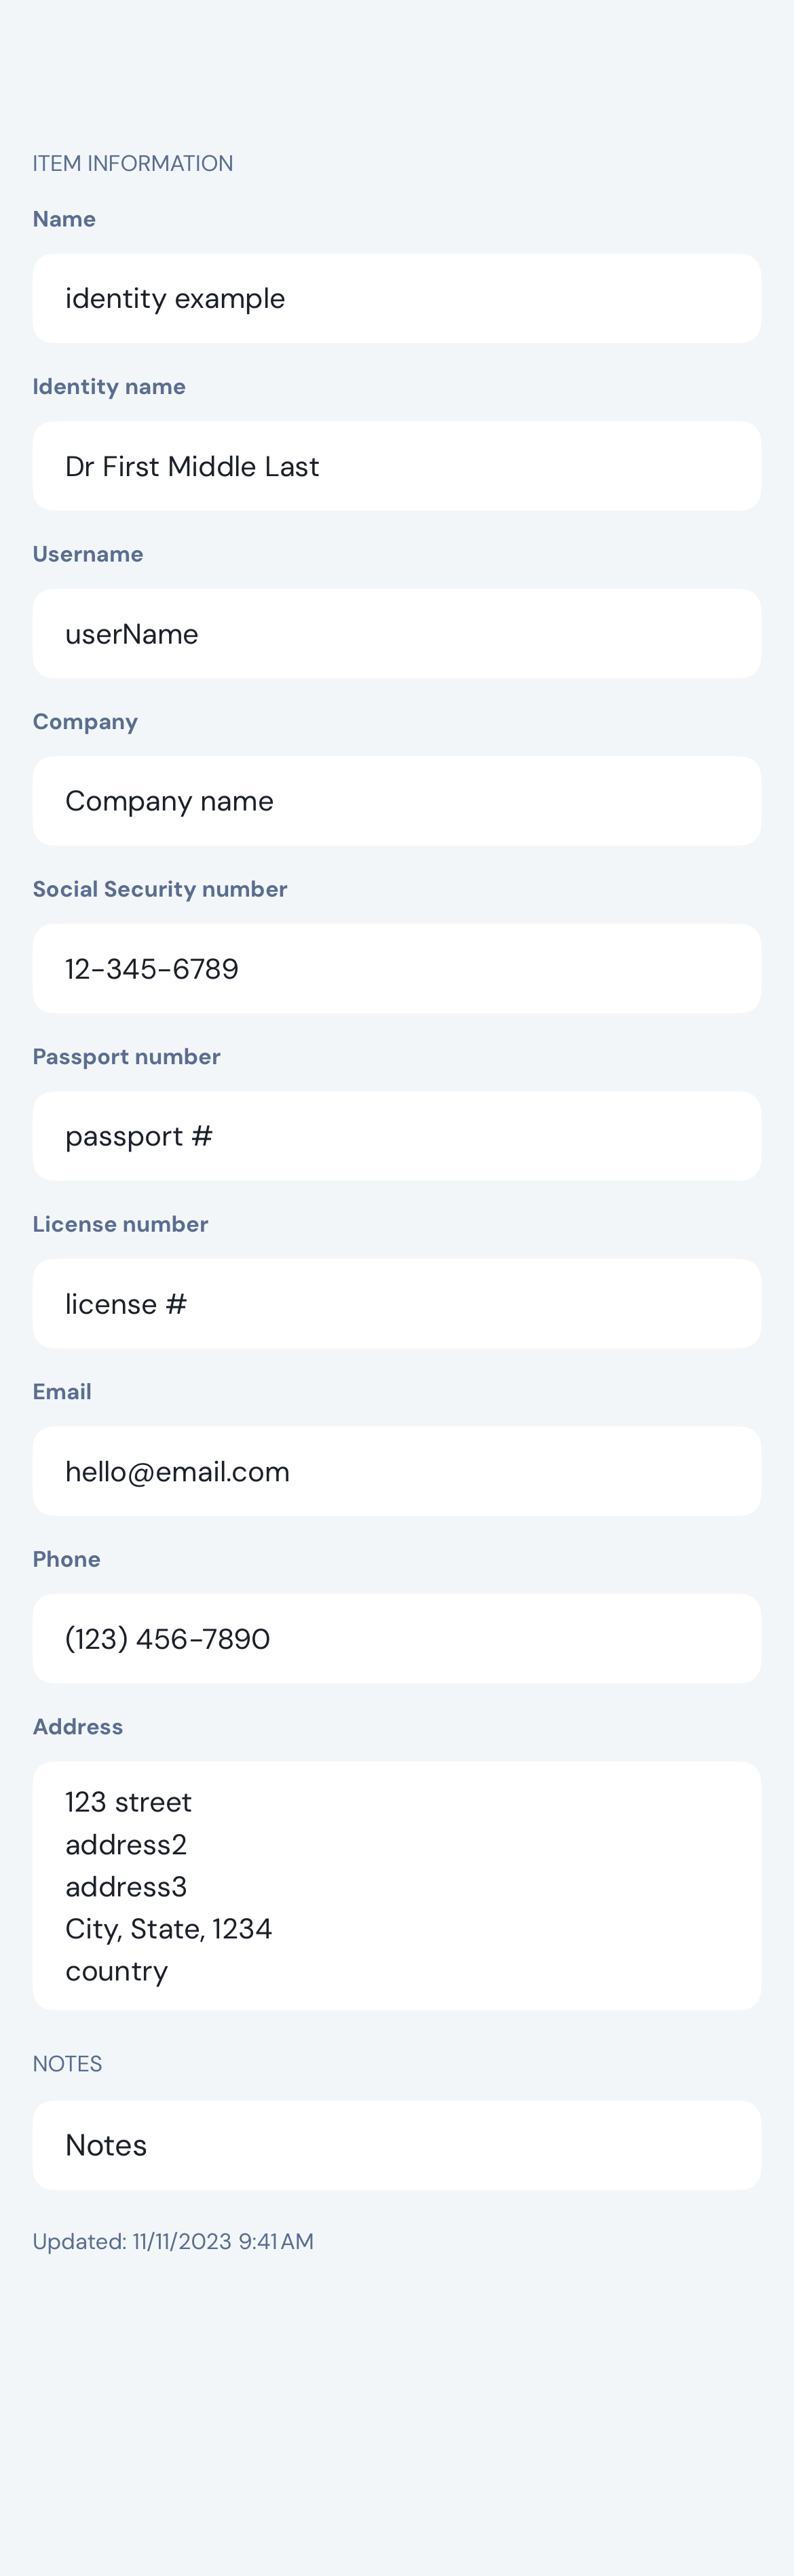 ITEM INFORMATION
Name
identity example
Identity name
Dr First Middle Last
Username
userName
Company
Company name
Social Security number
12-345-6789
Passport number
passport #
License number
license #
Email
hello@email.com
Phone
(123) 456-7890
Address
123 street
address2
address3
City, State, 1234
country
NOTES
Notes
Updated: 11/11/2023 9:41 AM